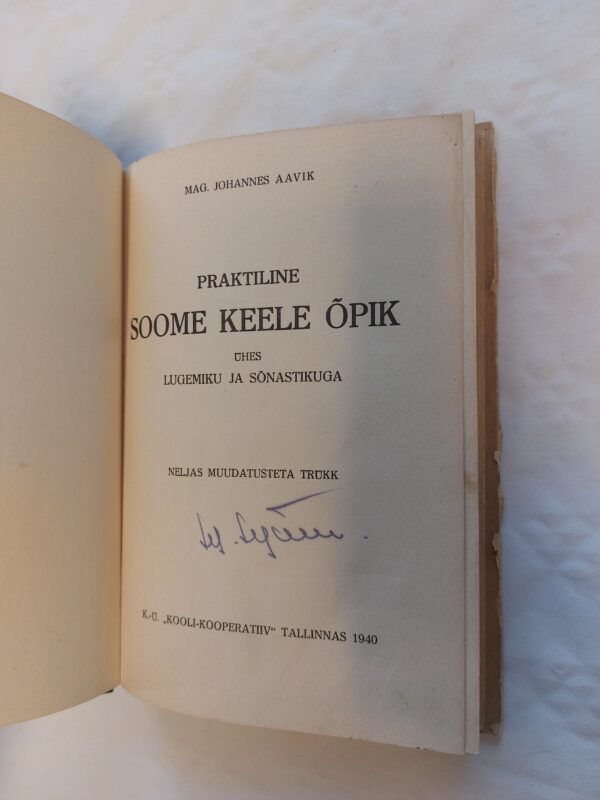 MAG. JOHANNES AAVIK
PRAKTILINE
SOOME KEELE ÕPIK
ÜHES
LUGEMIKU JA SÕNASTIKUGA
NELJAS MUUDATUSTETA TRÜKK
K.-Ü. „KOOLI-KOOPERATIIV“ TALLINNAS 1940